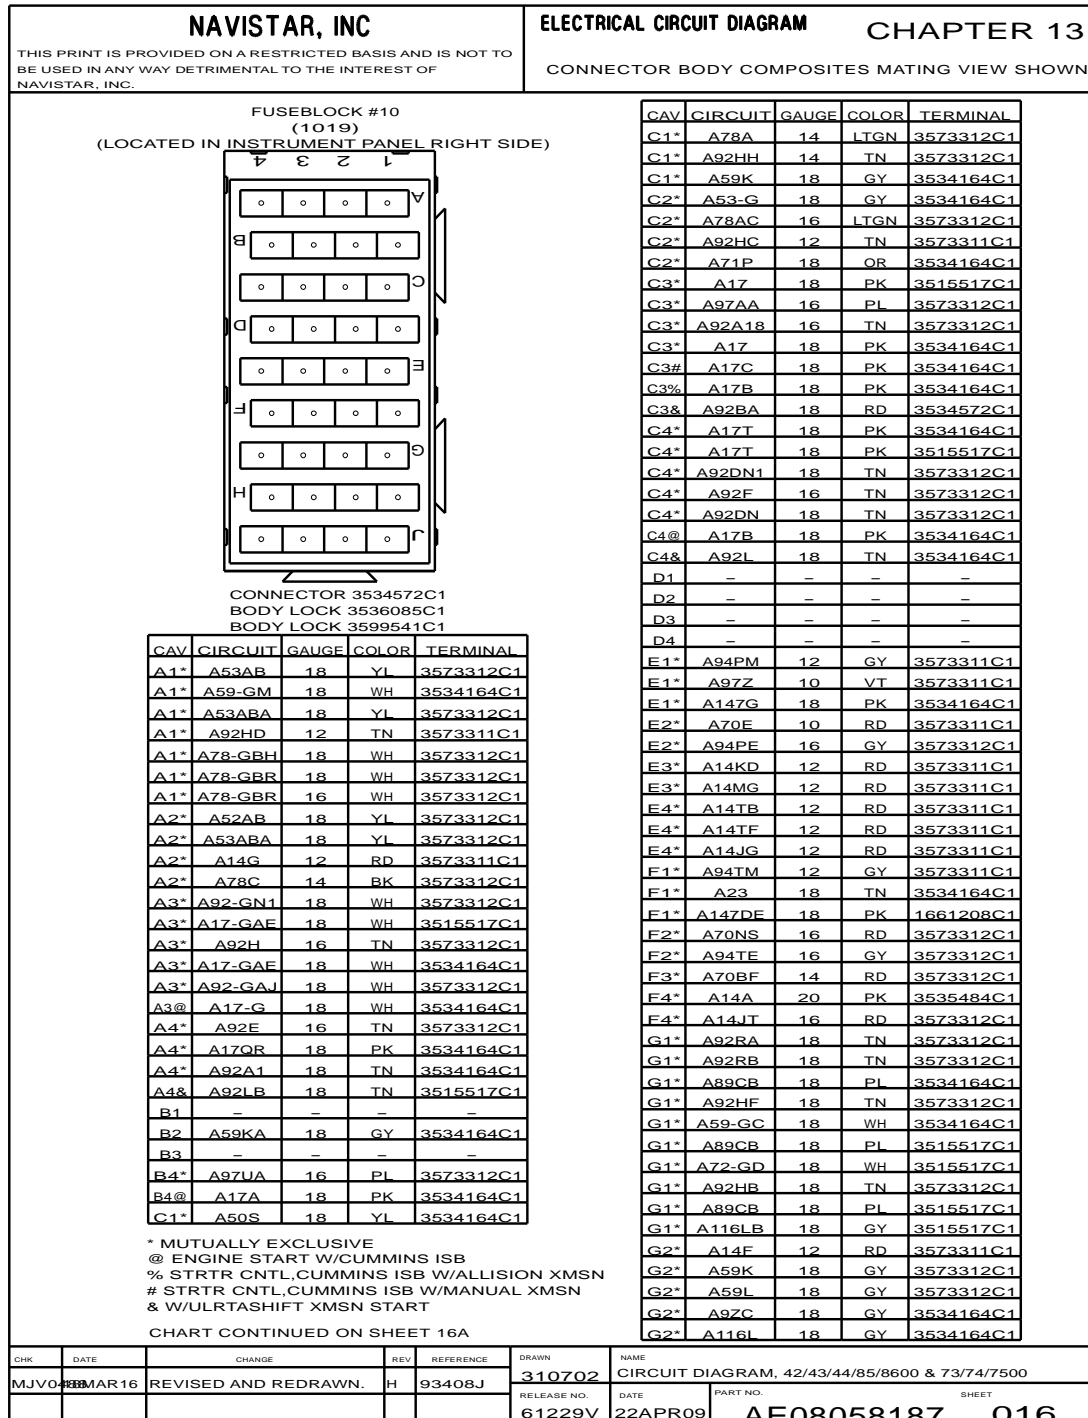 NAVISTAR, INC
THIS PRINT IS PROVIDED ON A RESTRICTED BASIS AND IS NOT TO
BE USED IN ANY WAY DETRIMENTAL TO THE INTEREST OF
NAVISTAR, INC.
ELECTRICAL CIRCUIT DIAGRAM
CHAPTER 13
CONNECTOR BODY COMPOSITES MATING VIEW SHOWN
FUSEBLOCK #10
(1019)
(LOCATED IN INSTRUMENT PANEL RIGHT SIDE)
4 3 2 1
A
B
C
D
E
F
G
H
J
CONNECTOR 3534572C1
BODY LOCK 3536085C1
BODY LOCK 3599541C1
CAV CIRCUIT GAUGE COLOR TERMINAL
A1* A53AB 18 YL 3573312C1
A1* A59-GM 18 WH 3534164C1
A1* A53ABA 18 YL 3573312C1
A1* A92HD 12 TN 3573311C1
A1* A78-GBH 18 WH 3573312C1
A1* A78-GBR 18 WH 3573312C1
A1* A78-GBR 16 WH 3573312C1
A2* A52AB 18 YL 3573312C1
A2* A53ABA 18 YL 3573312C1
A2* A14G 12 RD 3573311C1
A2* A78C 14 BK 3573312C1
A3* A92-GN1 18 WH 3573312C1
A3* A17-GAE 18 WH 3515517C1
A3* A92H 16 TN 3573312C1
A3* A17-GAE 18 WH 3534164C1
A3* A92-GAJ 18 WH 3573312C1
A3@ A17-G 18 WH 3534164C1
A4* A92E 16 TN 3573312C1
A4* A17QR 18 PK 3534164C1
A4* A92A1 18 TN 3534164C1
A4& A92LB 18 TN 3515517C1
B1 – – – –
B2 A59KA 18 GY 3534164C1
B3 – – – –
B4* A97UA 16 PL 3573312C1
B4@ A17A 18 PK 3534164C1
C1* A50S 18 YL 3534164C1
* MUTUALLY EXCLUSIVE
@ ENGINE START W/CUMMINS ISB
% STRTR CNTL,CUMMINS ISB W/ALLISION XMSN
# STRTR CNTL,CUMMINS ISB W/MANUAL XMSN
& W/ULRTASHIFT XMSN START
CHART CONTINUED ON SHEET 16A
CAV CIRCUIT GAUGE COLOR TERMINAL
C1* A78A 14 LTGN 3573312C1
C1* A92HH 14 TN 3573312C1
C1* A59K 18 GY 3534164C1
C2* A53-G 18 GY 3534164C1
C2* A78AC 16 LTGN 3573312C1
C2* A92HC 12 TN 3573311C1
C2* A71P 18 OR 3534164C1
C3* A17 18 PK 3515517C1
C3* A97AA 16 PL 3573312C1
C3* A92A18 16 TN 3573312C1
C3* A17 18 PK 3534164C1
C3# A17C 18 PK 3534164C1
C3% A17B 18 PK 3534164C1
C3& A92BA 18 RD 3534572C1
C4* A17T 18 PK 3534164C1
C4* A17T 18 PK 3515517C1
C4* A92DN1 18 TN 3573312C1
C4* A92F 16 TN 3573312C1
C4* A92DN 18 TN 3573312C1
C4@ A17B 18 PK 3534164C1
C4& A92L 18 TN 3534164C1
D1 – – – –
D2 – – – –
D3 – – – –
D4 – – – –
E1* A94PM 12 GY 3573311C1
E1* A97Z 10 VT 3573311C1
E1* A147G 18 PK 3534164C1
E2* A70E 10 RD 3573311C1
E2* A94PE 16 GY 3573312C1
E3* A14KD 12 RD 3573311C1
E3* A14MG 12 RD 3573311C1
E4* A14TB 12 RD 3573311C1
E4* A14TF 12 RD 3573311C1
E4* A14JG 12 RD 3573311C1
F1* A94TM 12 GY 3573311C1
F1* A23 18 TN 3534164C1
F1* A147DE 18 PK 1661208C1
F2* A70NS 16 RD 3573312C1
F2* A94TE 16 GY 3573312C1
F3* A70BF 14 RD 3573312C1
F4* A14A 20 PK 3535484C1
F4* A14JT 16 RD 3573312C1
G1* A92RA 18 TN 3573312C1
G1* A92RB 18 TN 3573312C1
G1* A89CB 18 PL 3534164C1
G1* A92HF 18 TN 3573312C1
G1* A59-GC 18 WH 3534164C1
G1* A89CB 18 PL 3515517C1
G1* A72-GD 18 WH 3515517C1
G1* A92HB 18 TN 3573312C1
G1* A89CB 18 PL 3515517C1
G1* A116LB 18 GY 3515517C1
G2* A14F 12 RD 3573311C1
G2* A59K 18 GY 3573312C1
G2* A59L 18 GY 3573312C1
G2* A9ZC 18 GY 3534164C1
G2* A116L 18 GY 3534164C1
CHK DATE CHANGE REV REFERENCE
MAR16 REVISED AND REDRAWN. H 93408J
DRAWN
310702
NAME
CIRCUIT DIAGRAM, 42/43/44/85/8600 & 73/74/7500
RELEASE NO.
61229V
DATE
22APR09
PART NO.
AF08058187
SHEET
016